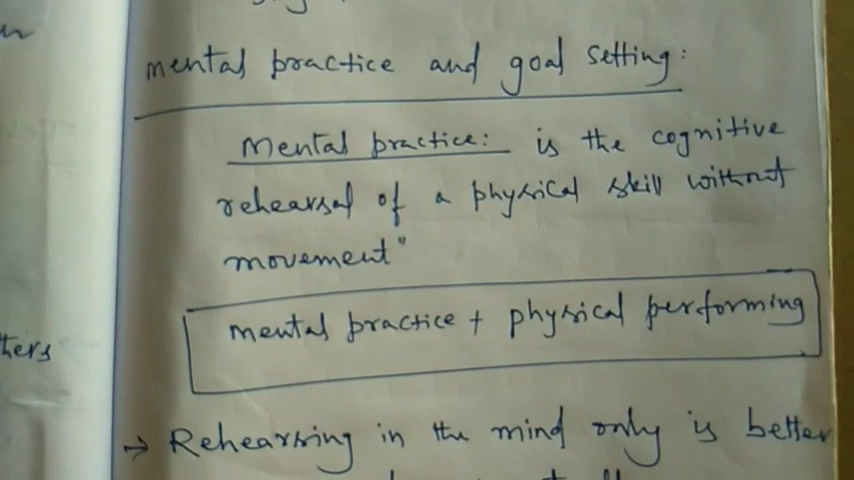 mental practice and goal setting:
Mental practice: is the cognitive
rehearsal of a physical skill without
movement"
mental practice + physical performing
thers
→ Rehearsing in the mind only is better